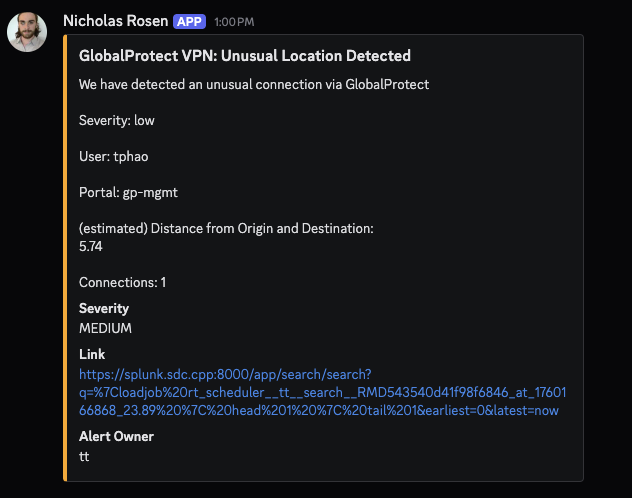 Nicholas Rosen APP 1:00 PM
GlobalProtect VPN: Unusual Location Detected
We have detected an unusual connection via GlobalProtect
Severity: low
User: tphao
Portal: gp-mgmt
(estimated) Distance from Origin and Destination:
5.74
Connections: 1
Severity
MEDIUM
Link
https://splunk.sdc.cpp:8000/app/search/search?
q=%7Cloadjob%20rt_scheduler__tt__search__RMD543540d41f98f6846_at_17601
66868_23.89%20%7C%20head%201%20%7C%20tail%201&earliest=0&latest=now
Alert Owner
tt